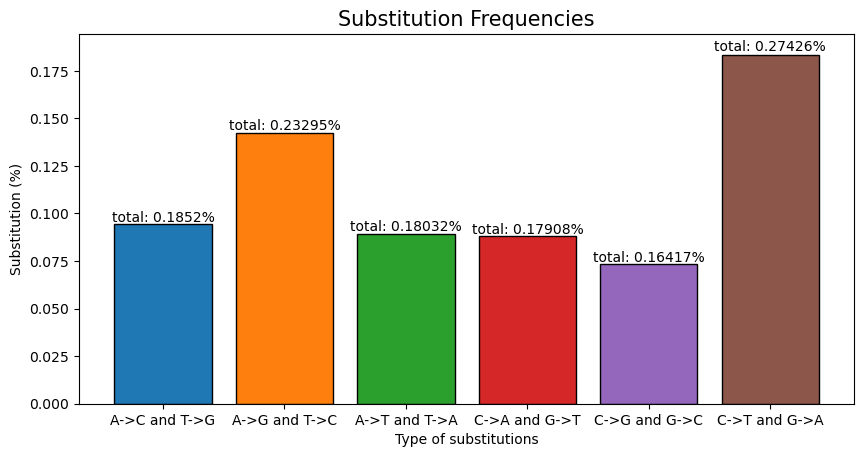 Substitution Frequencies
total: 0.27426%
total: 0.23295%
total: 0.1852%
total: 0.18032%
total: 0.17908%
total: 0.16417%
0.175
0.150
0.125
0.100
0.075
0.050
0.025
0.000
Substitution (%)
A->C and T->G
A->G and T->C
A->T and T->A
C->A and G->T
C->G and G->C
C->T and G->A
Type of substitutions